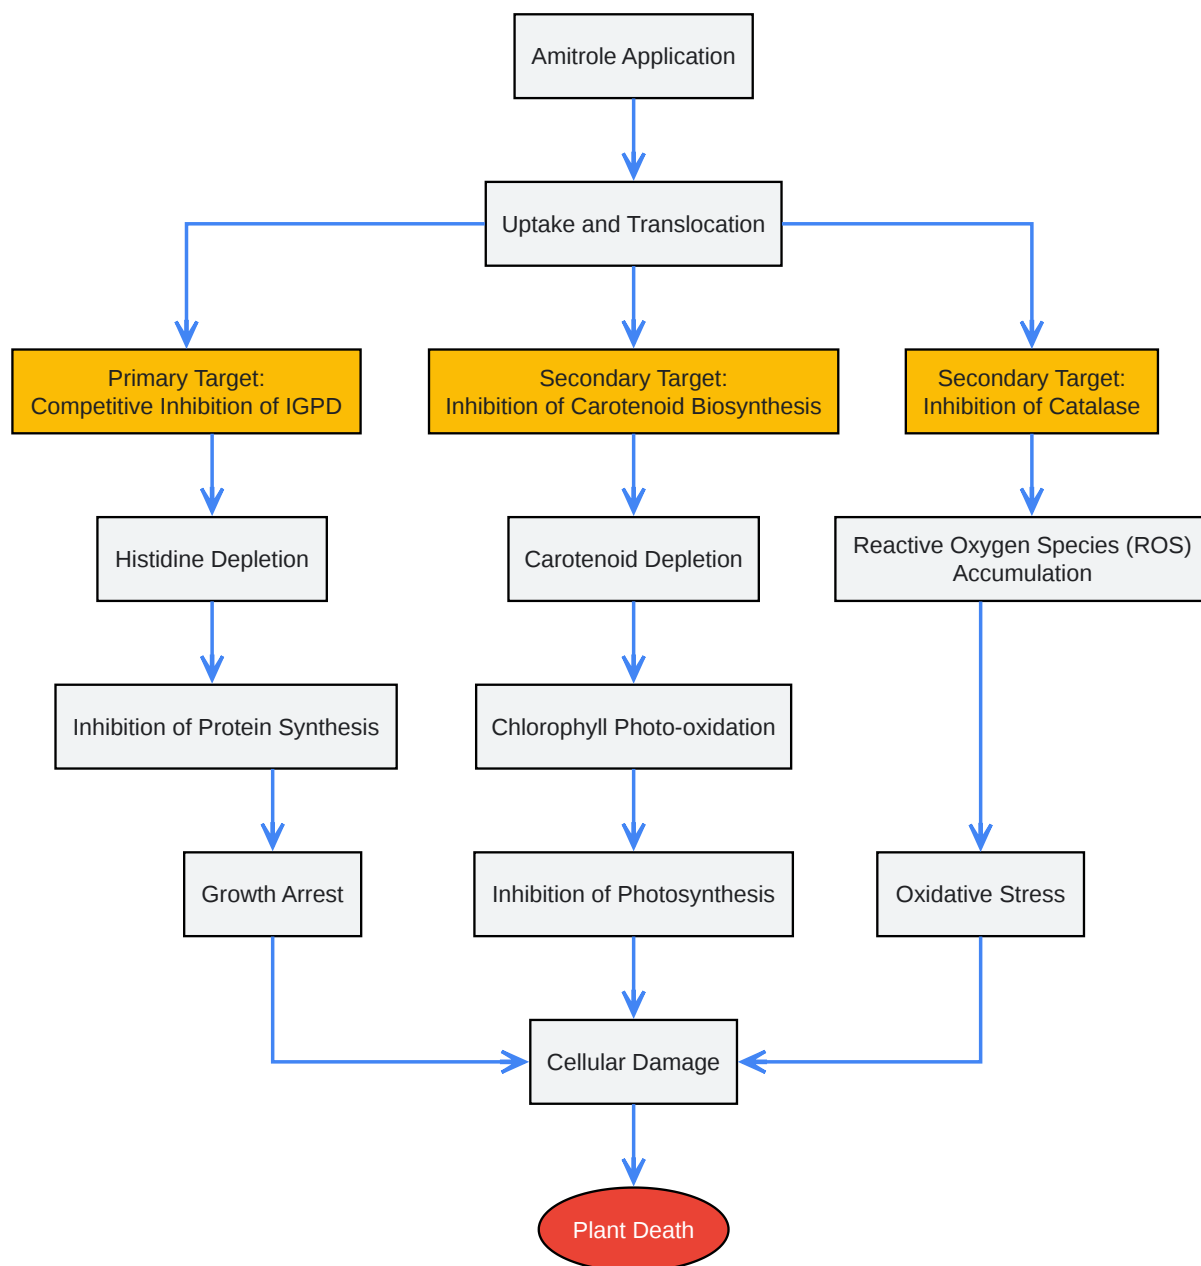 Amitrole Application
Uptake and Translocation
Primary Target:
Competitive Inhibition of IGPD
Secondary Target:
Inhibition of Carotenoid Biosynthesis
Secondary Target:
Inhibition of Catalase
Histidine Depletion
Carotenoid Depletion
Reactive Oxygen Species (ROS)
Accumulation
Inhibition of Protein Synthesis
Chlorophyll Photo-oxidation
Growth Arrest
Inhibition of Photosynthesis
Oxidative Stress
Cellular Damage
Plant Death